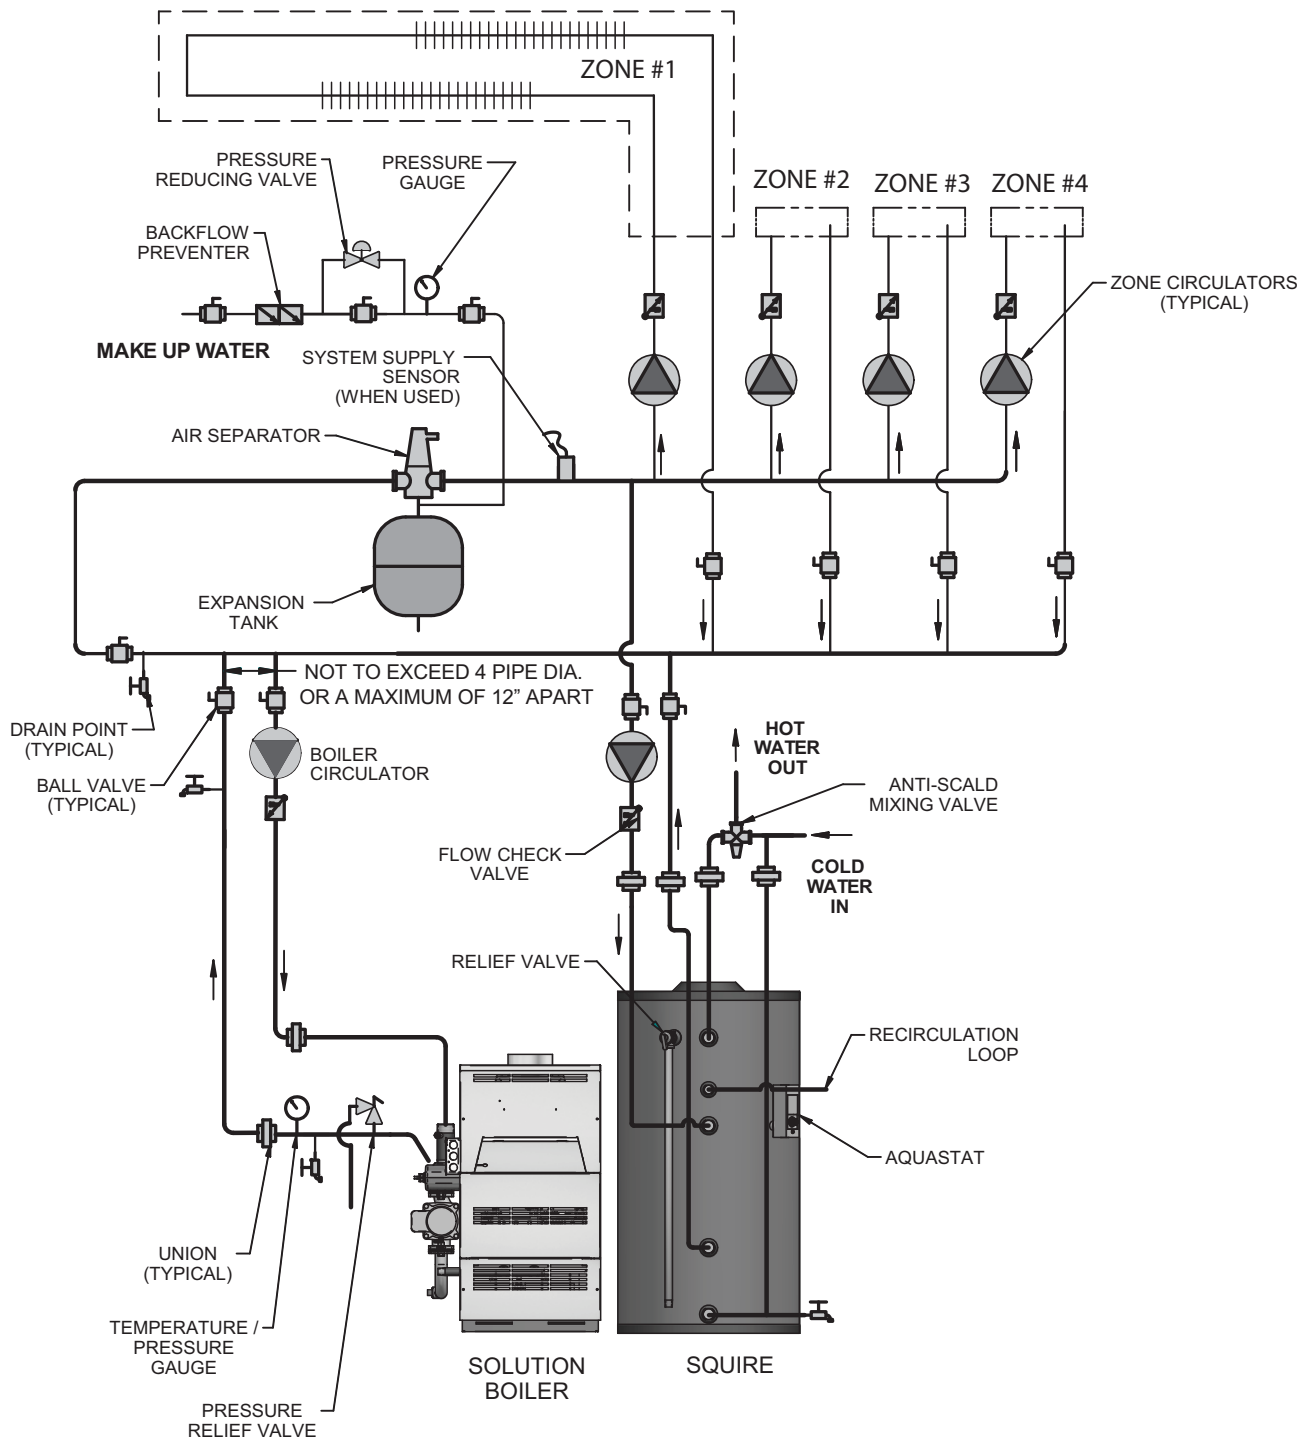 ZONE #1
PRESSURE
REDUCING VALVE
PRESSURE
GAUGE
ZONE #2
ZONE #3
ZONE #4
BACKFLOW
PREVENTER
ZONE CIRCULATORS
(TYPICAL)
MAKE UP WATER
SYSTEM SUPPLY
SENSOR
(WHEN USED)
AIR SEPARATOR
EXPANSION
TANK
NOT TO EXCEED 4 PIPE DIA.
OR A MAXIMUM OF 12” APART
DRAIN POINT
(TYPICAL)
BALL VALVE
(TYPICAL)
BOILER
CIRCULATOR
HOT
WATER
OUT
ANTI-SCALD
MIXING VALVE
FLOW CHECK
VALVE
COLD
WATER
IN
RELIEF VALVE
RECIRCULATION
LOOP
AQUASTAT
UNION
(TYPICAL)
TEMPERATURE /
PRESSURE
GAUGE
PRESSURE
RELIEF VALVE
SOLUTION
BOILER
SQUIRE